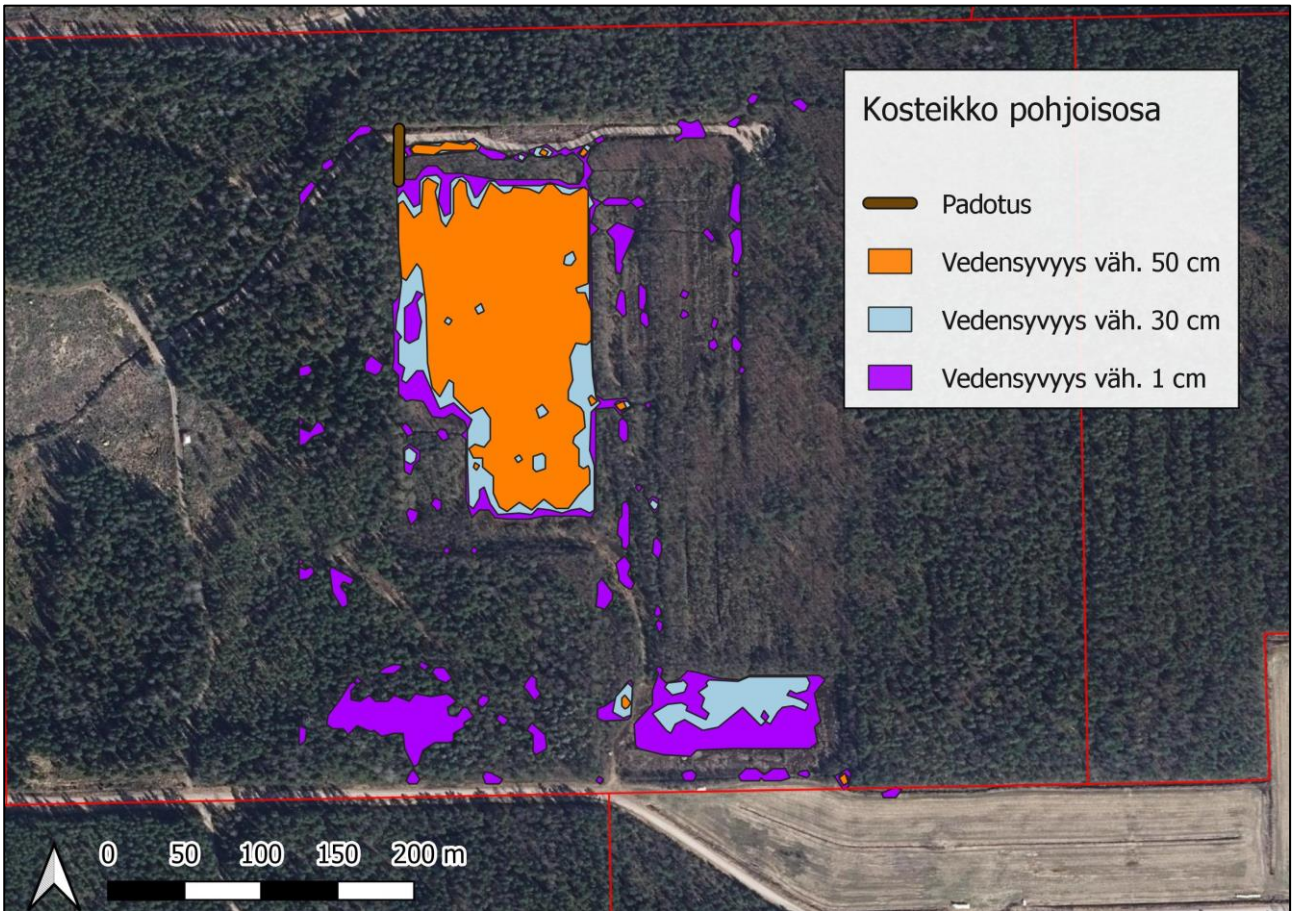 Kosteikko pohjoisosa
Padotus
Vedensyvyys väh. 50 cm
Vedensyvyys väh. 30 cm
Vedensyvyys väh. 1 cm
0 50 100 150 200 m